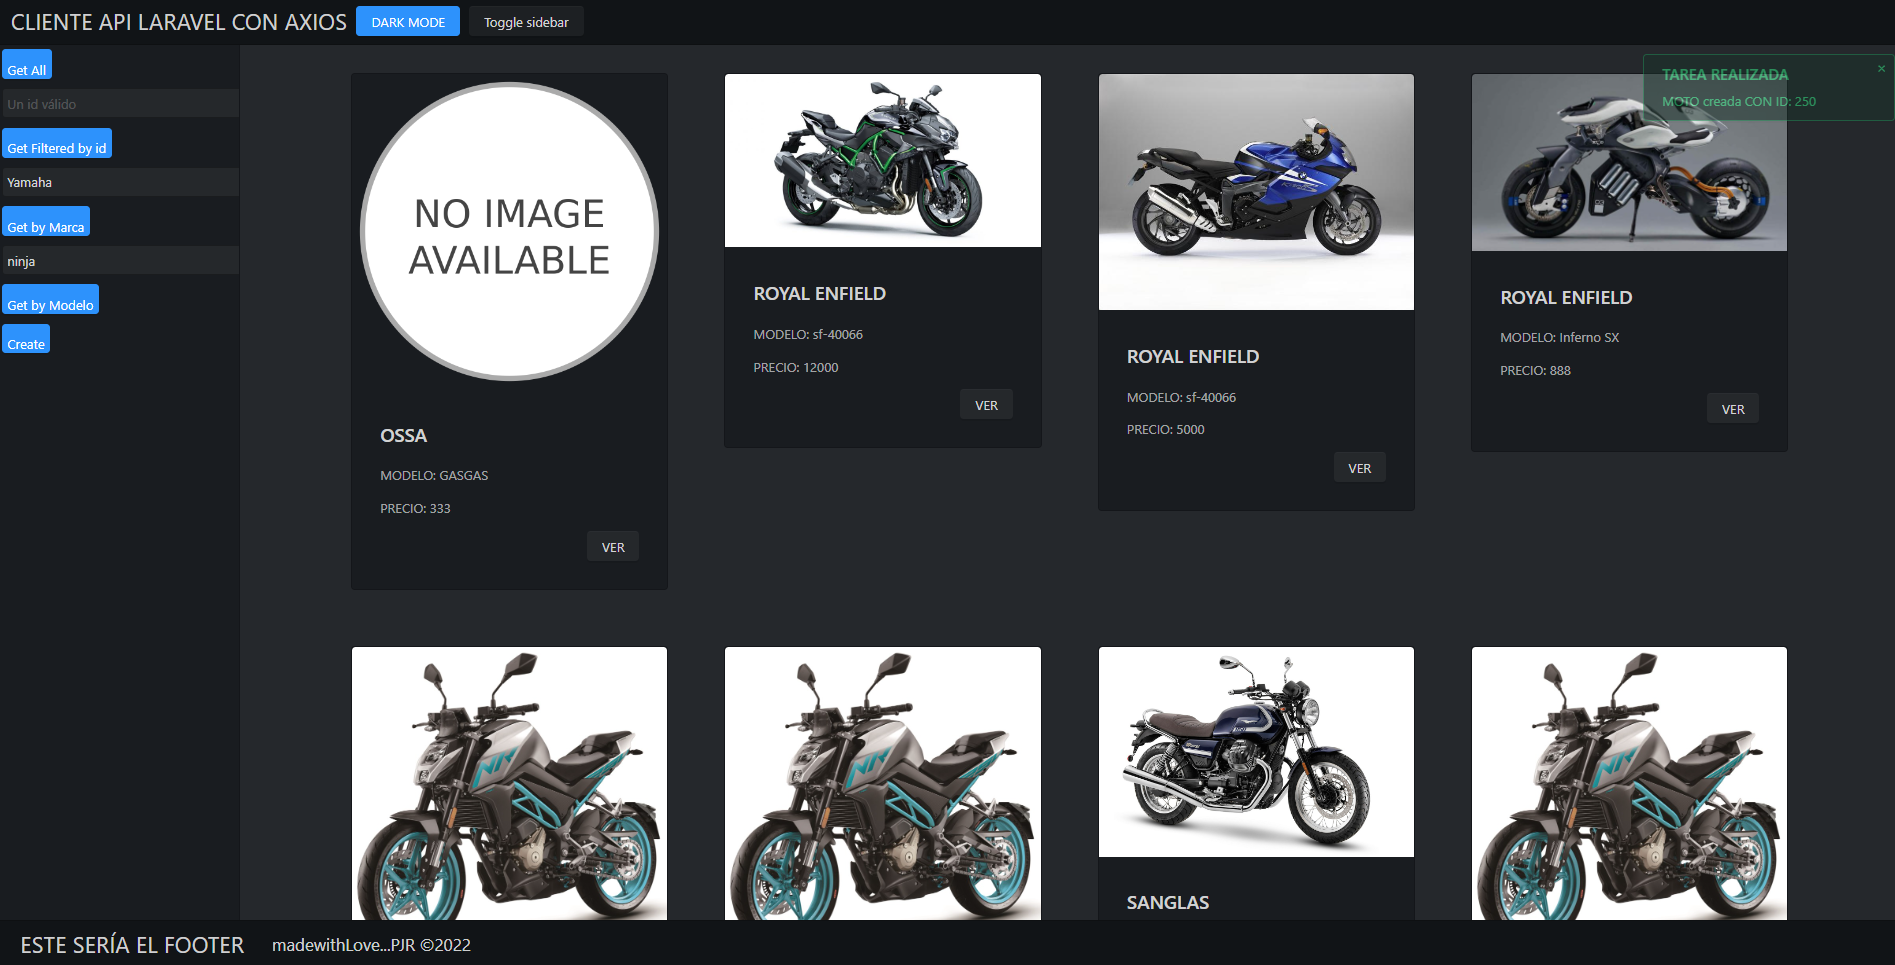 CLIENTE API LARAVEL CON AXIOS
DARK MODE
Toggle sidebar
Get All
Un id válido
Get Filtered by id
Yamaha
Get by Marca
ninja
Get by Modelo
Create
TAREA REALIZADA
×
MOTO creada CON ID: 250
NO IMAGE
AVAILABLE
OSSA
MODELO: GASGAS
PRECIO: 333
VER
ROYAL ENFIELD
MODELO: sf-40066
PRECIO: 12000
VER
ROYAL ENFIELD
MODELO: sf-40066
PRECIO: 5000
VER
ROYAL ENFIELD
MODELO: Inferno SX
PRECIO: 888
VER
NK
NK
SANGLAS
NK
ESTE SERÍA EL FOOTER
madewithLove...PJR ©2022